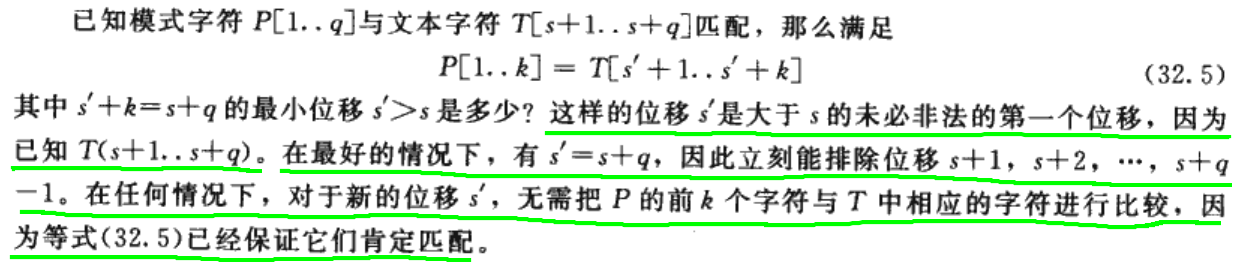 已知模式字符 P[1..q]与文本字符 T[s+1..s+q]匹配，那么满足
P[1..k] = T[s′+1..s′+k] (32.5)
其中 s′+k=s+q 的最小位移 s′>s 是多少？这样的位移 s′是大于 s 的未必非法的第一个位移，因为
已知 T(s+1..s+q)。在最好的情况下，有 s′=s+q，因此立刻能排除位移 s+1，s+2，…，s+q
-1。在任何情况下，对于新的位移 s′，无需把 P 的前 k 个字符与 T 中相应的字符进行比较，因
为等式(32.5)已经保证它们肯定匹配。